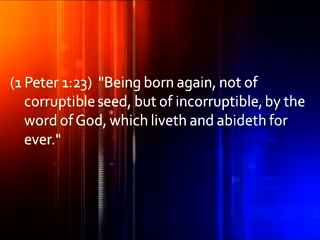 (1 Peter 1:23)  "Being born again, not of
corruptible seed, but of incorruptible, by the
word of God, which liveth and abideth for
ever."